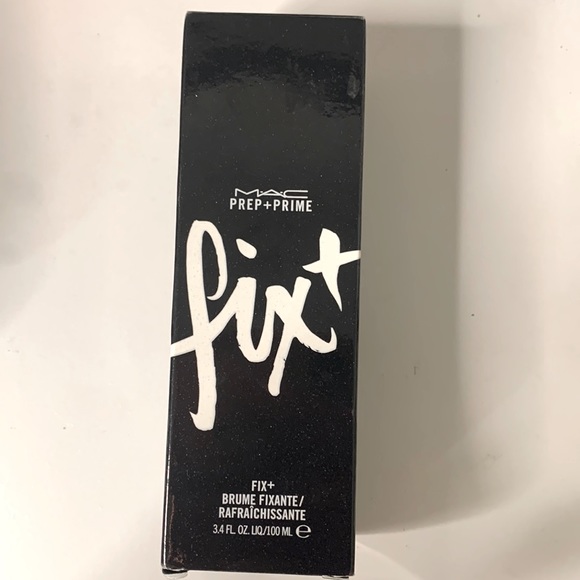 M·A·C
PREP+PRIME
fix+
FIX+
BRUME FIXANTE/
RAFRAÎCHISSANTE
3.4 FL. OZ. LIQ/100 ML ℮